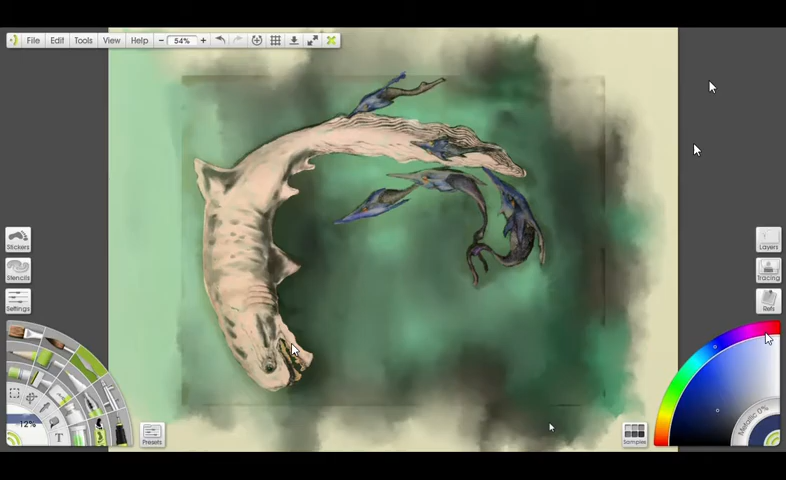 File Edit Tools View Help 54%
Stickers
Layers
Stencils
Tracing
Settings
Refs
12%
T
Metallic 0%
Presets
Samples